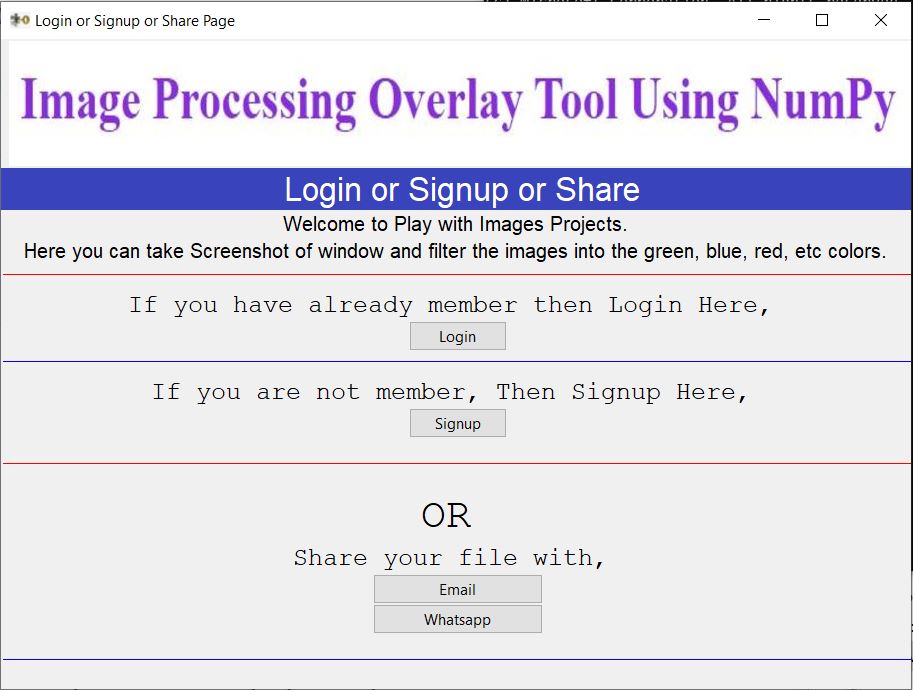 Login or Signup or Share Page
Image Processing Overlay Tool Using NumPy
Login or Signup or Share
Welcome to Play with Images Projects.
Here you can take Screenshot of window and filter the images into the green, blue, red, etc colors.
If you have already member then Login Here,
Login
If you are not member, Then Signup Here,
Signup
OR
Share your file with,
Email
Whatsapp